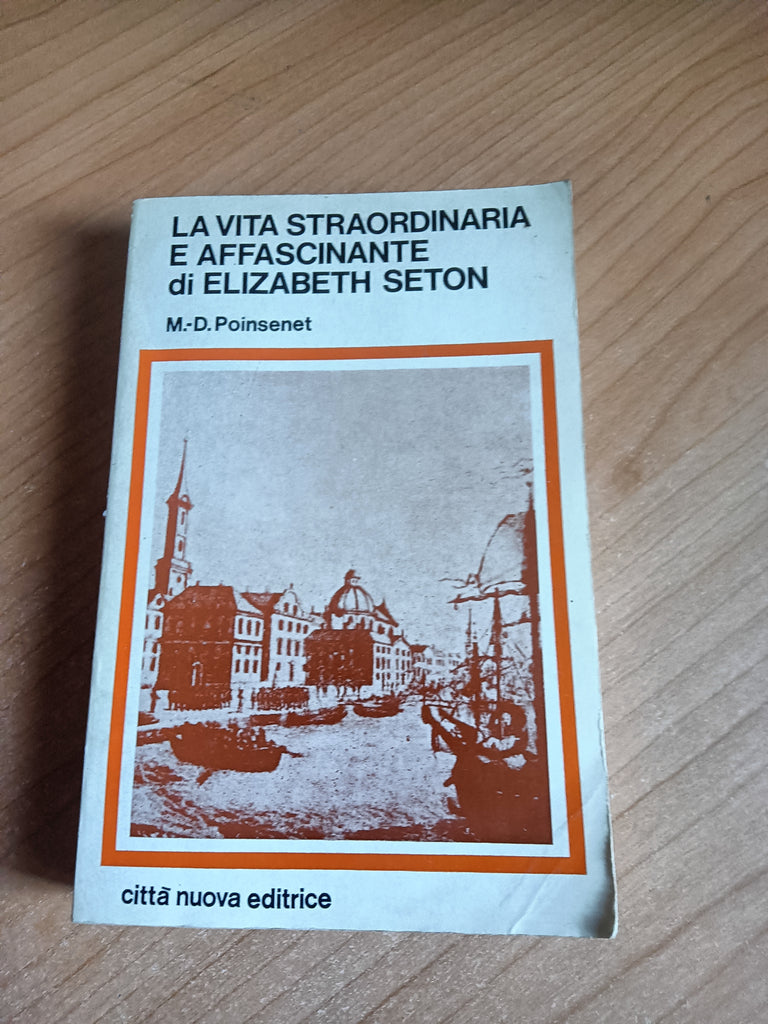 LA VITA STRAORDINARIA
E AFFASCINANTE
di ELIZABETH SETON
M.-D. Poinsenet
città nuova editrice